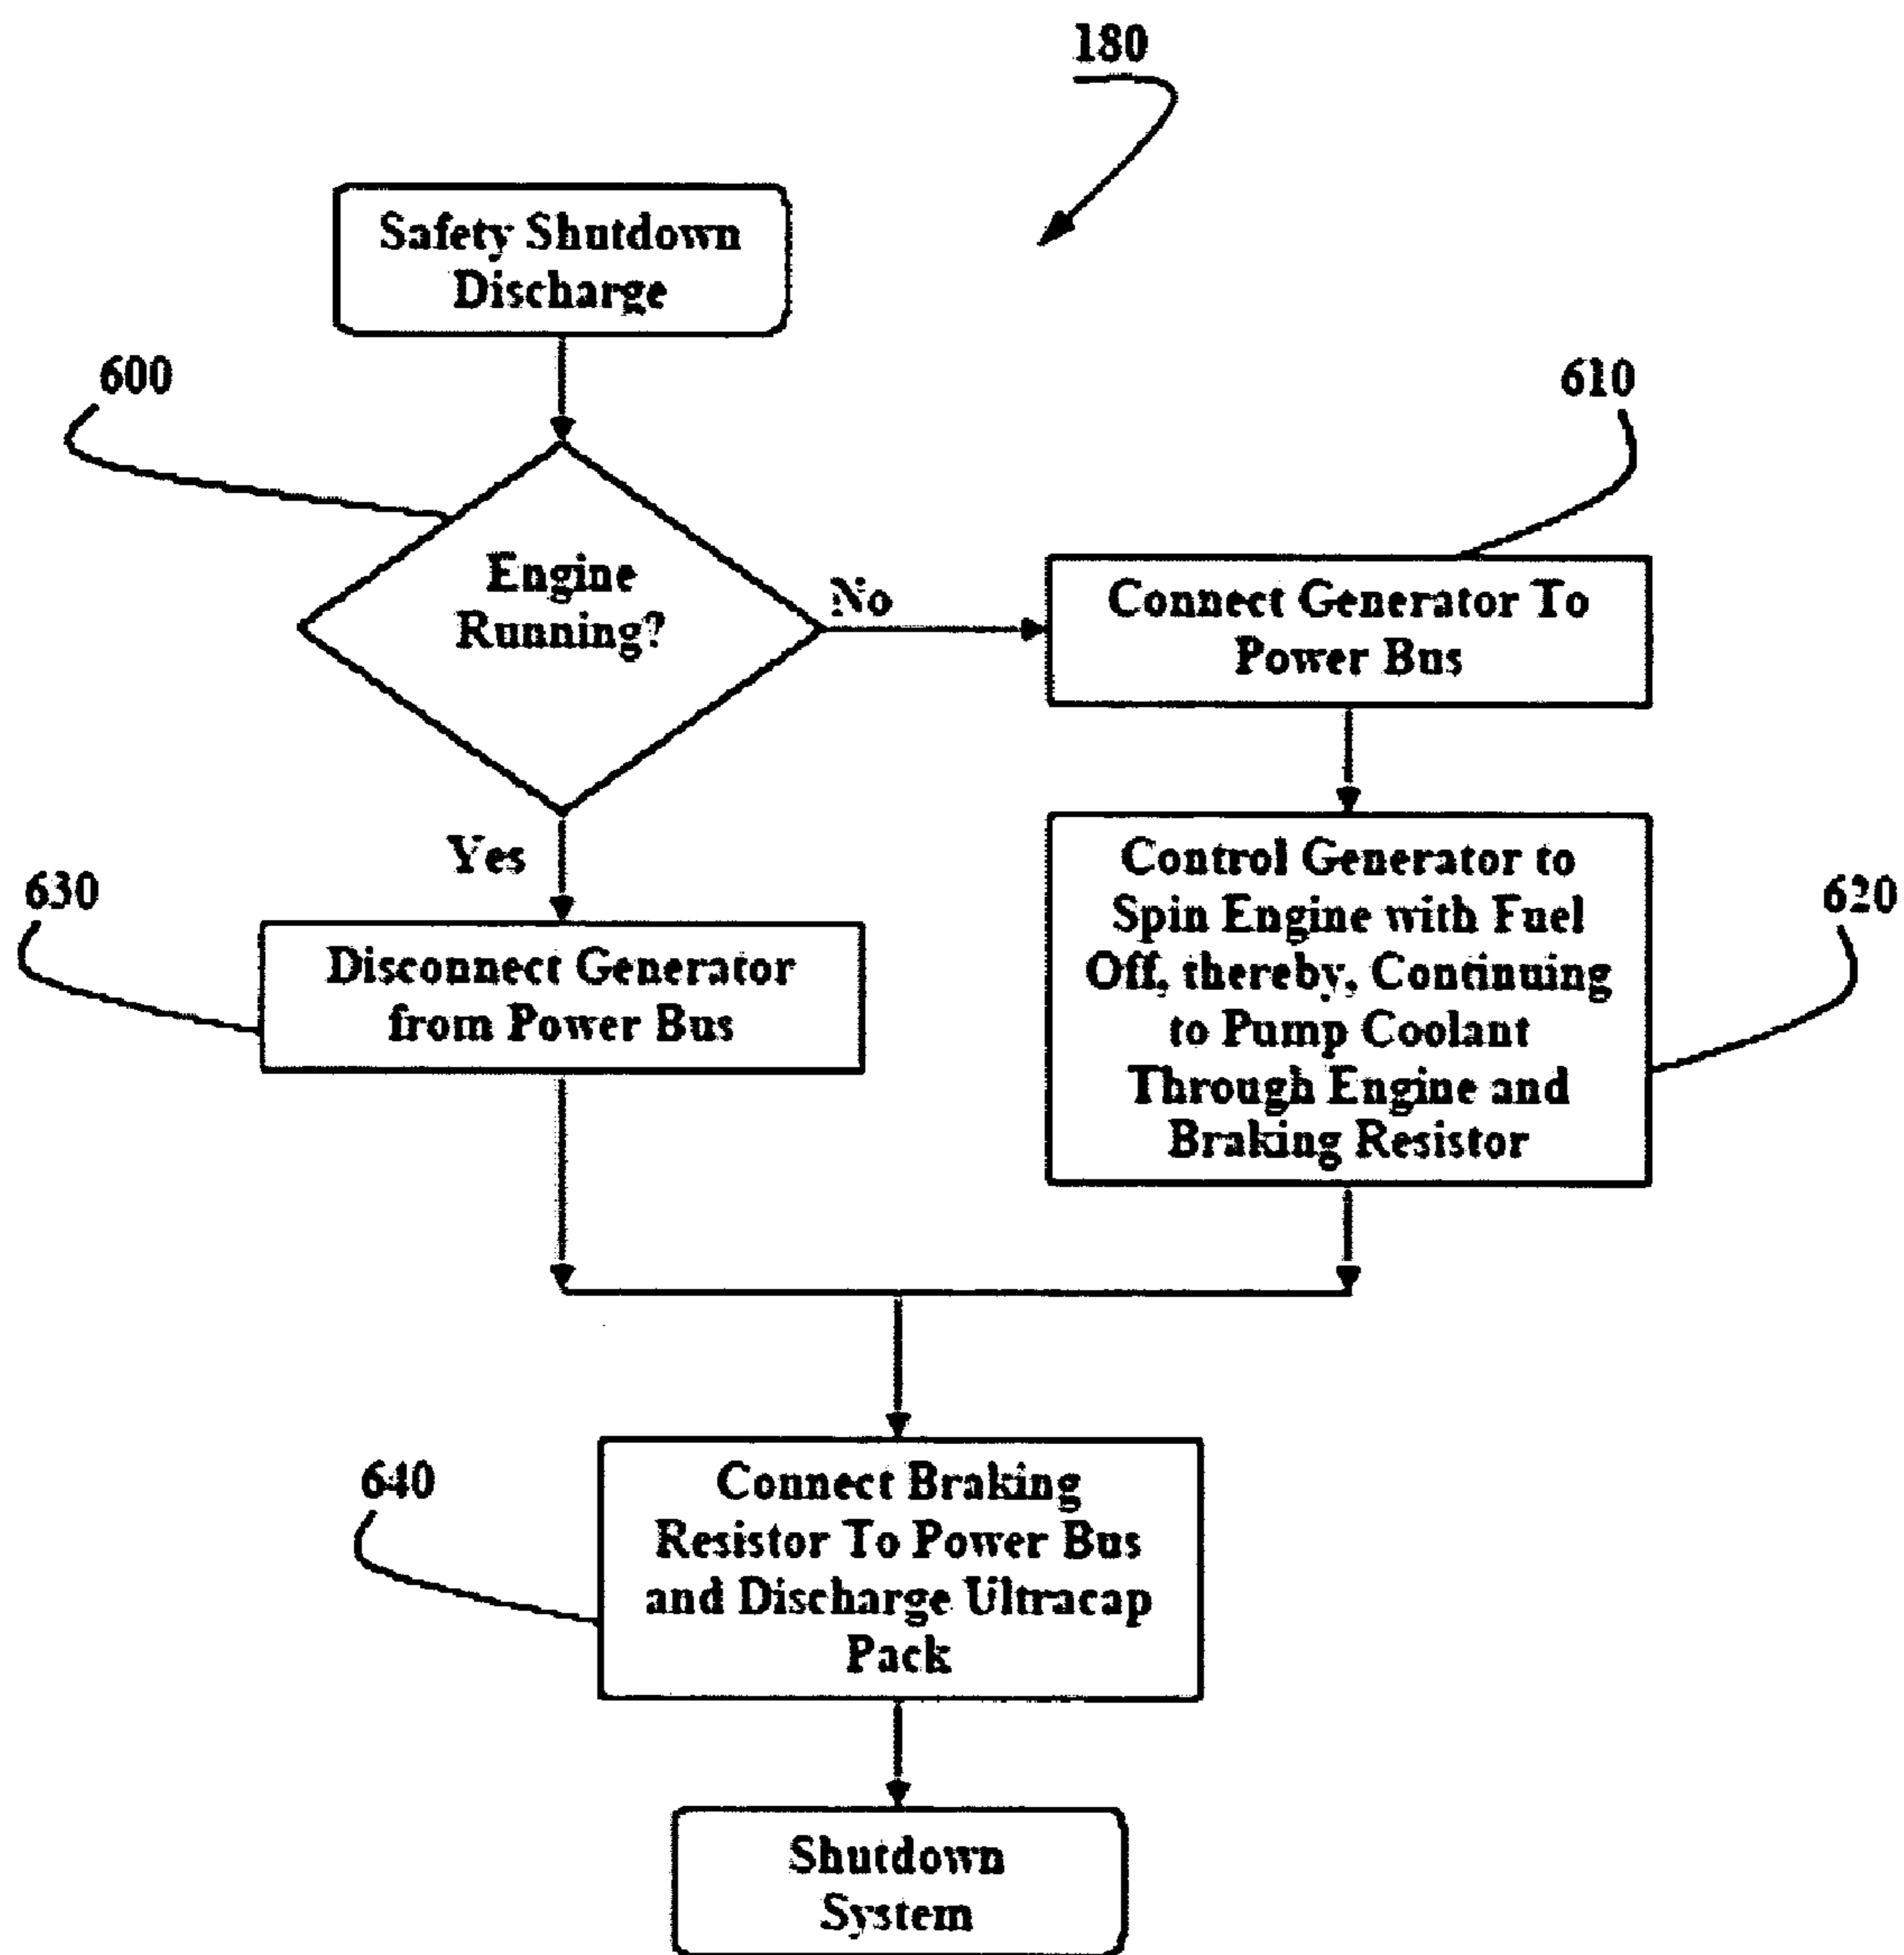 180
Safety Shutdown
Discharge
600
610
Engine
Running?
No
Connect Generator To
Power Bus
Yes
630
Disconnect Generator
from Power Bus
Control Generator to
Spin Engine with Fuel
Off, thereby, Continuing
to Pump Coolant
Through Engine and
Braking Resistor
620
640
Connect Braking
Resistor To Power Bus
and Discharge Ultracap
Pack
Shutdown
System